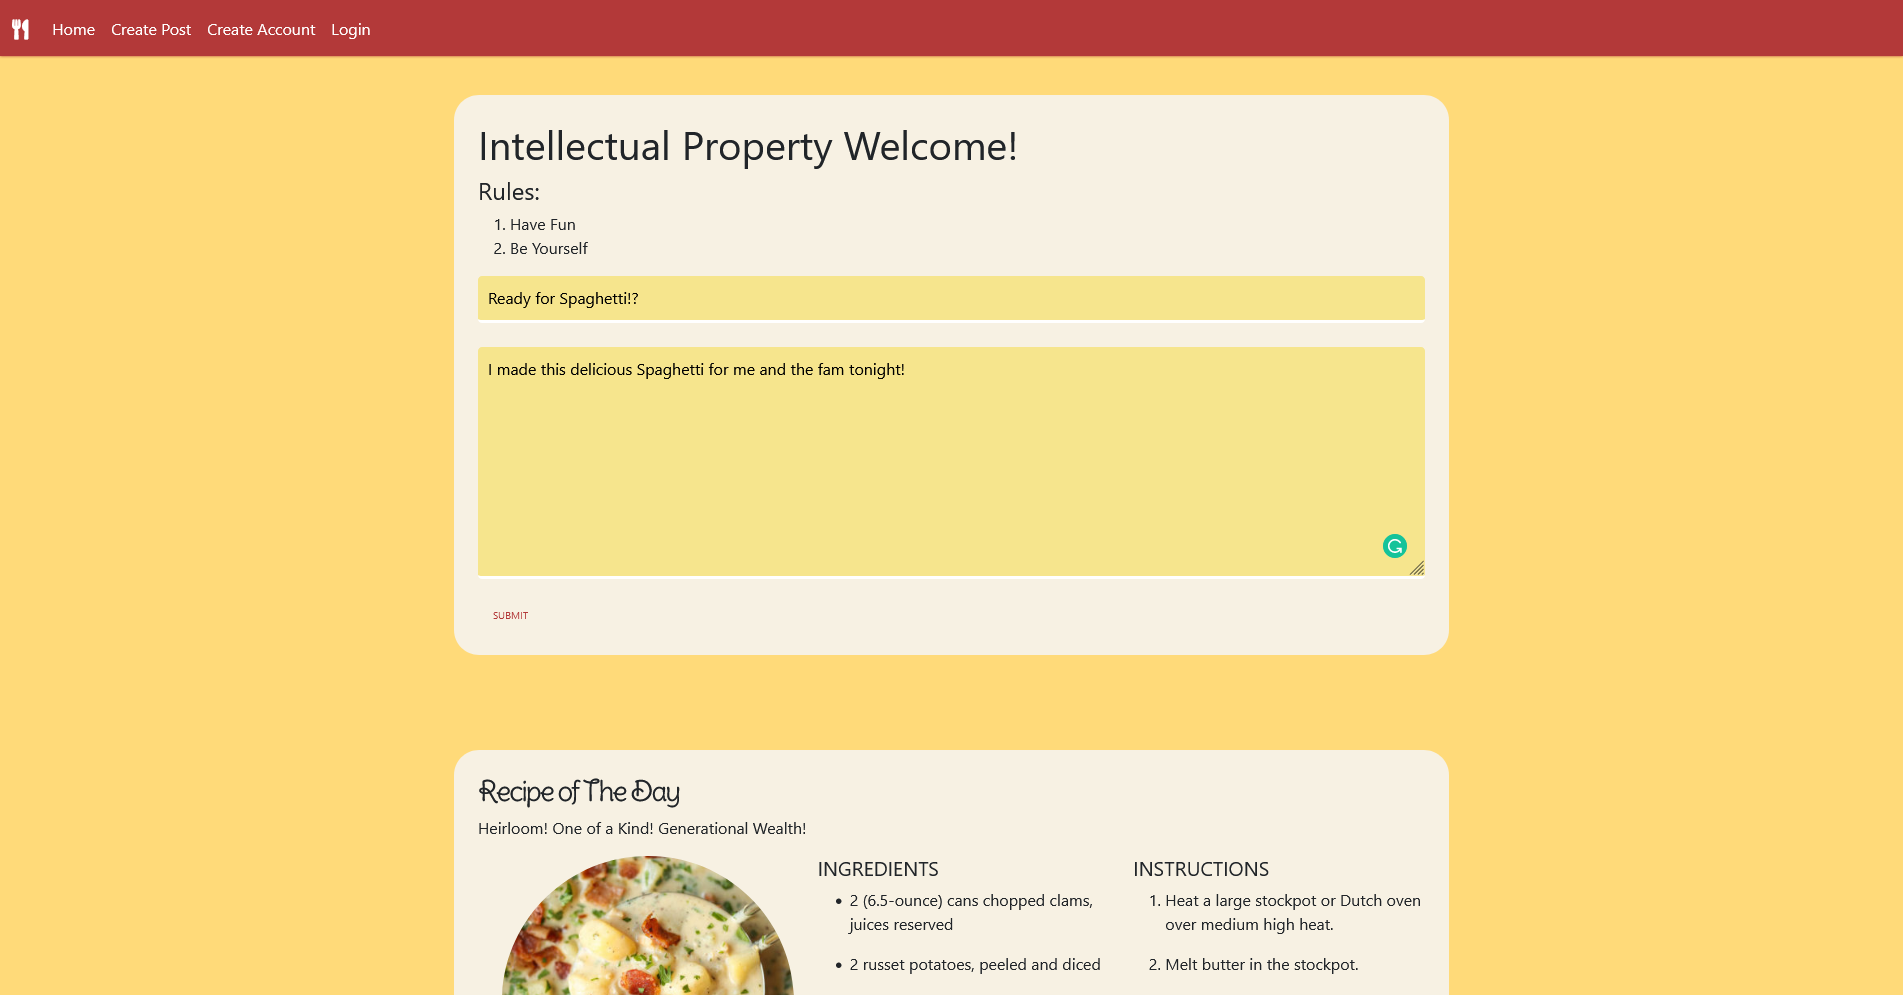 Home Create Post Create Account Login
Intellectual Property Welcome!
Rules:
1. Have Fun
2. Be Yourself
Ready for Spaghetti!?
I made this delicious Spaghetti for me and the fam tonight!
SUBMIT
Recipe of The Day
Heirloom! One of a Kind! Generational Wealth!
INGREDIENTS
• 2 (6.5-ounce) cans chopped clams,
juices reserved
• 2 russet potatoes, peeled and diced
INSTRUCTIONS
1. Heat a large stockpot or Dutch oven
over medium high heat.
2. Melt butter in the stockpot.